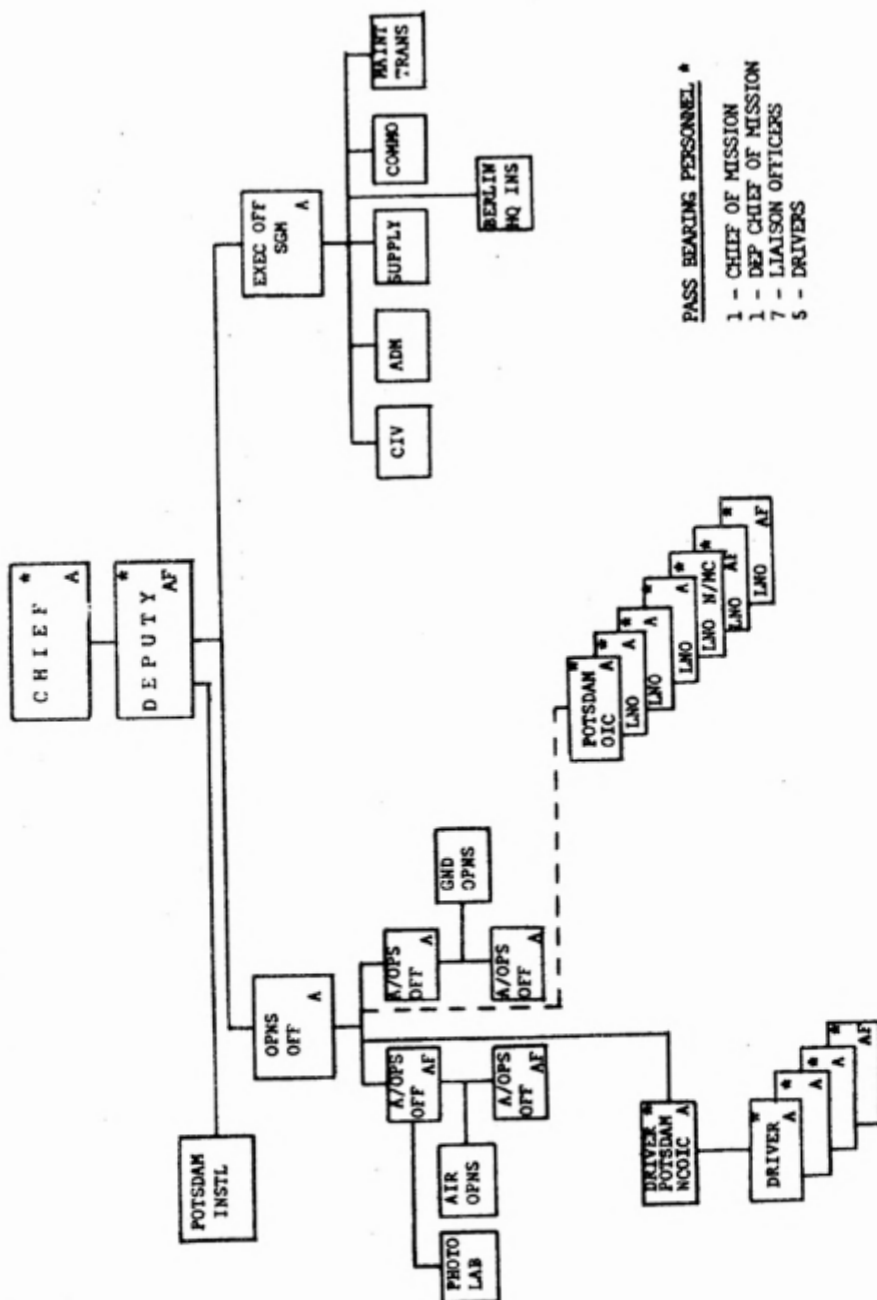 C H I E F *
A
D E P U T Y *
AF
POTSDAM
INSTL
OPNS
OFF
A
EXEC OFF
SGM
A
CIV
ADM
SUPPLY
COMMO
MAINT
TRANS
BERLIN
HQ INS
A/OPS
OFF AF
A/OPS
OFF A
PHOTO
LAB
AIR
OPNS
A/OPS
OFF AF
GND
OPNS
A/OPS
OFF A
DRIVER *
POTSDAM
NCOIC A
DRIVER *
A
*
A
*
A
*
AF
POTSDAM *
OIC A
*
LNO A
*
LNO A
*
LNO A
*
LNO N/MC
*
LNO AF
*
LNO AF
PASS BEARING PERSONNEL *
1 - CHIEF OF MISSION
1 - DEP CHIEF OF MISSION
7 - LIAISON OFFICERS
5 - DRIVERS